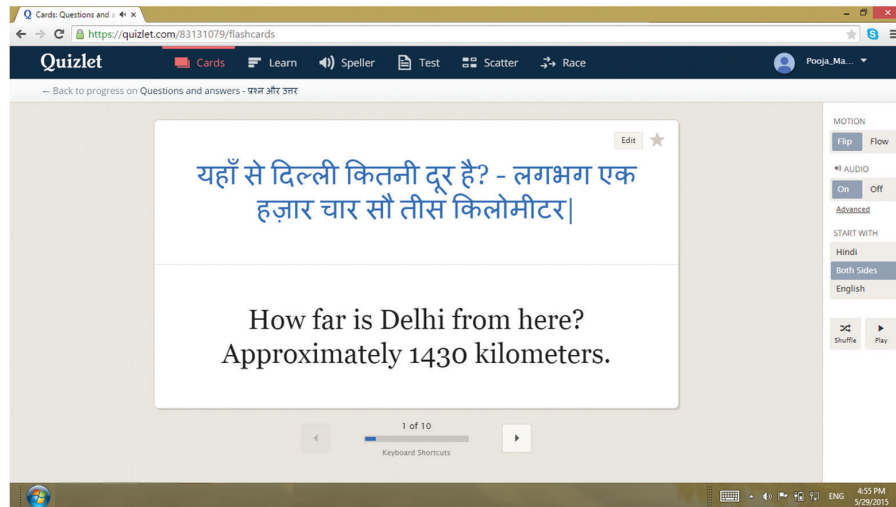 Cards: Questions and a
https://quizlet.com/83131079/flashcards
Quizlet
Cards
Learn
Speller
Test
Scatter
Race
Pooja_Ma...
← Back to progress on Questions and answers - प्रश्न और उत्तर
Edit
यहाँ से दिल्ली कितनी दूर है? - लगभग एक
हज़ार चार सौ तीस किलोमीटर|
How far is Delhi from here?
Approximately 1430 kilometers.
1 of 10
Keyboard Shortcuts
MOTION
Flip Flow
AUDIO
On Off
Advanced
START WITH
Hindi
Both Sides
English
Shuffle Play
ENG
4:55 PM
5/29/2015